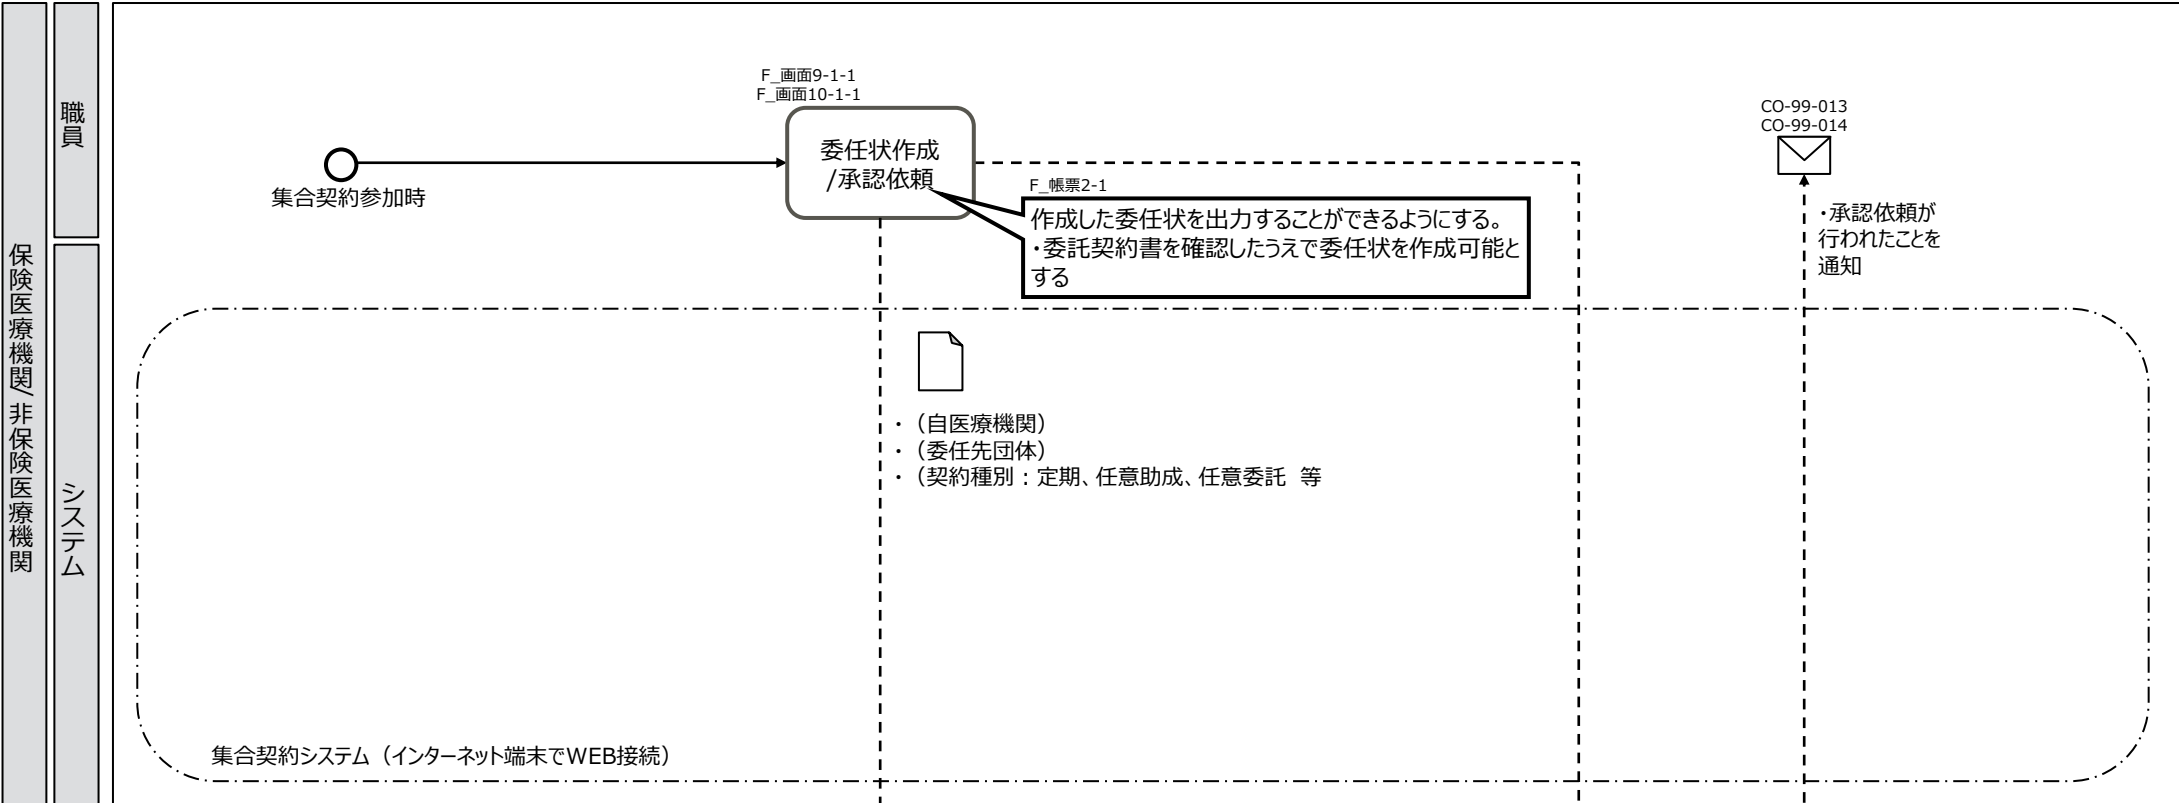 保険医療機関/非保険医療機関
職員
システム
F_画面9-1-1
F_画面10-1-1
委任状作成
/承認依頼
集合契約参加時
F_帳票2-1
作成した委任状を出力することができるようにする。
・委託契約書を確認したうえで委任状を作成可能と
する
CO-99-013
CO-99-014
・承認依頼が
行われたことを
通知
・（自医療機関）
・（委任先団体）
・（契約種別：定期、任意助成、任意委託 等
集合契約システム（インターネット端末でWEB接続）